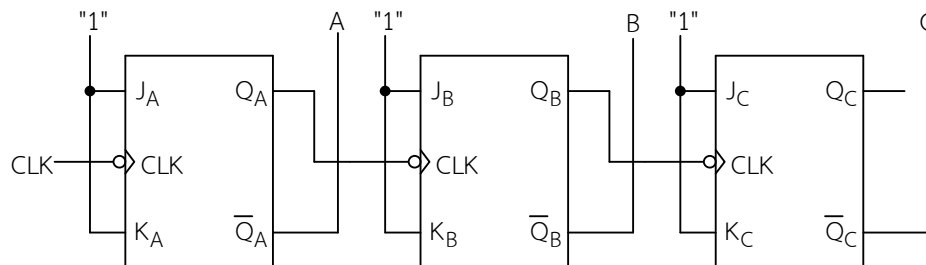 "1" A "1" B "1"
J_A Q_A J_B Q_B J_C Q_C
CLK CLK CLK CLK
K_A Q̅_A K_B Q̅_B K_C Q̅_C